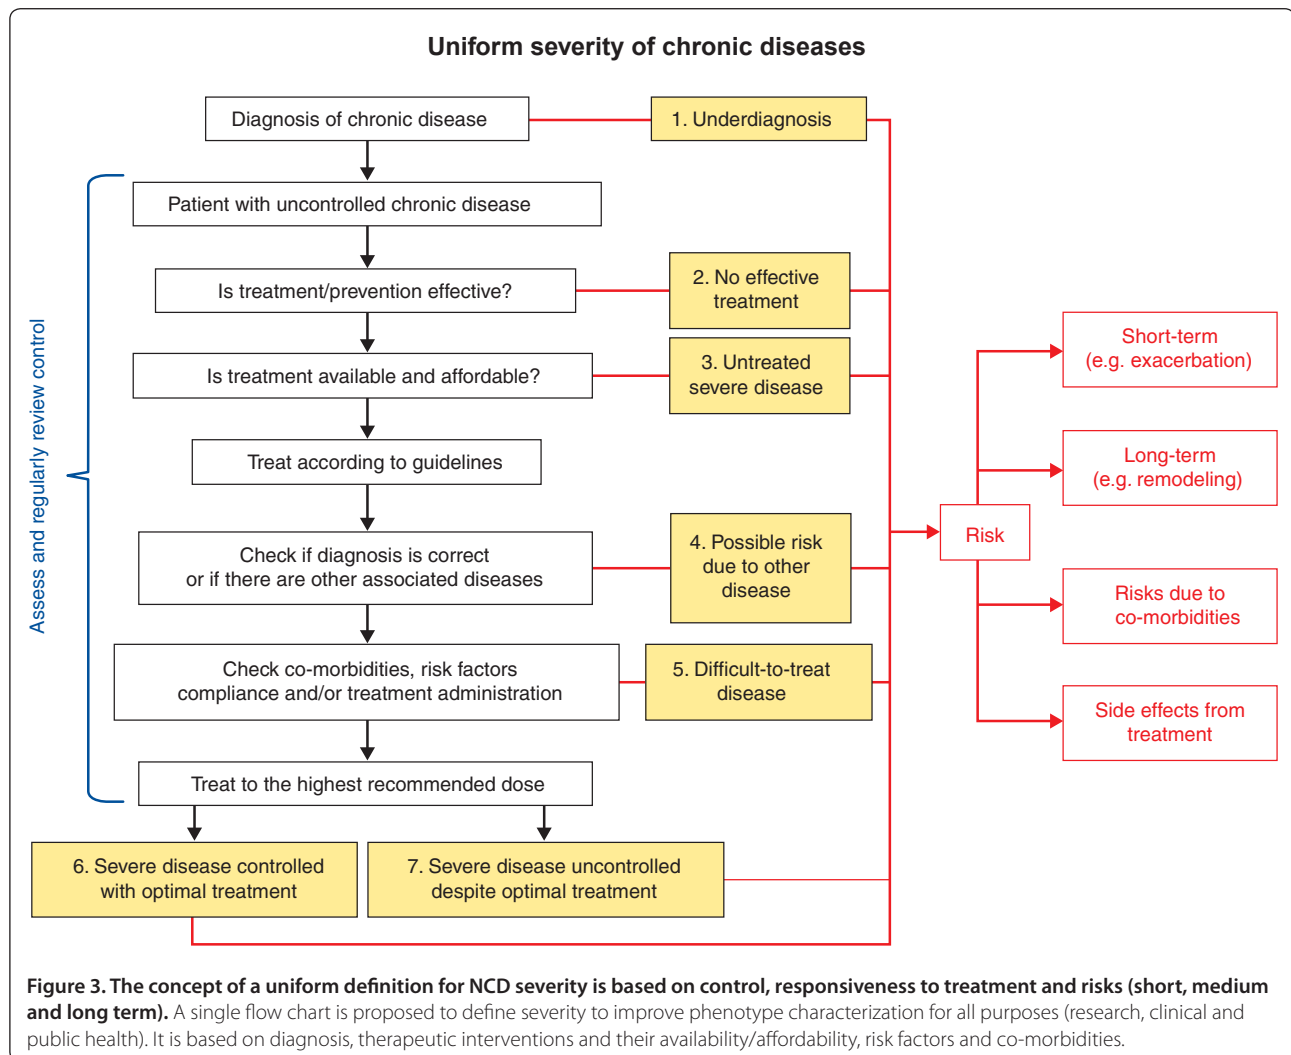 Uniform severity of chronic diseases
Diagnosis of chronic disease
1. Underdiagnosis
Patient with uncontrolled chronic disease
Is treatment/prevention effective?
2. No effective
treatment
Is treatment available and affordable?
3. Untreated
severe disease
Treat according to guidelines
Check if diagnosis is correct
or if there are other associated diseases
4. Possible risk
due to other
disease
Check co-morbidities, risk factors
compliance and/or treatment administration
5. Difficult-to-treat
disease
Treat to the highest recommended dose
6. Severe disease controlled
with optimal treatment
7. Severe disease uncontrolled
despite optimal treatment
Assess and regularly review control
Risk
Short-term
(e.g. exacerbation)
Long-term
(e.g. remodeling)
Risks due to
co-morbidities
Side effects from
treatment
Figure 3. The concept of a uniform definition for NCD severity is based on control, responsiveness to treatment and risks (short, medium
and long term). A single flow chart is proposed to define severity to improve phenotype characterization for all purposes (research, clinical and
public health). It is based on diagnosis, therapeutic interventions and their availability/affordability, risk factors and co-morbidities.